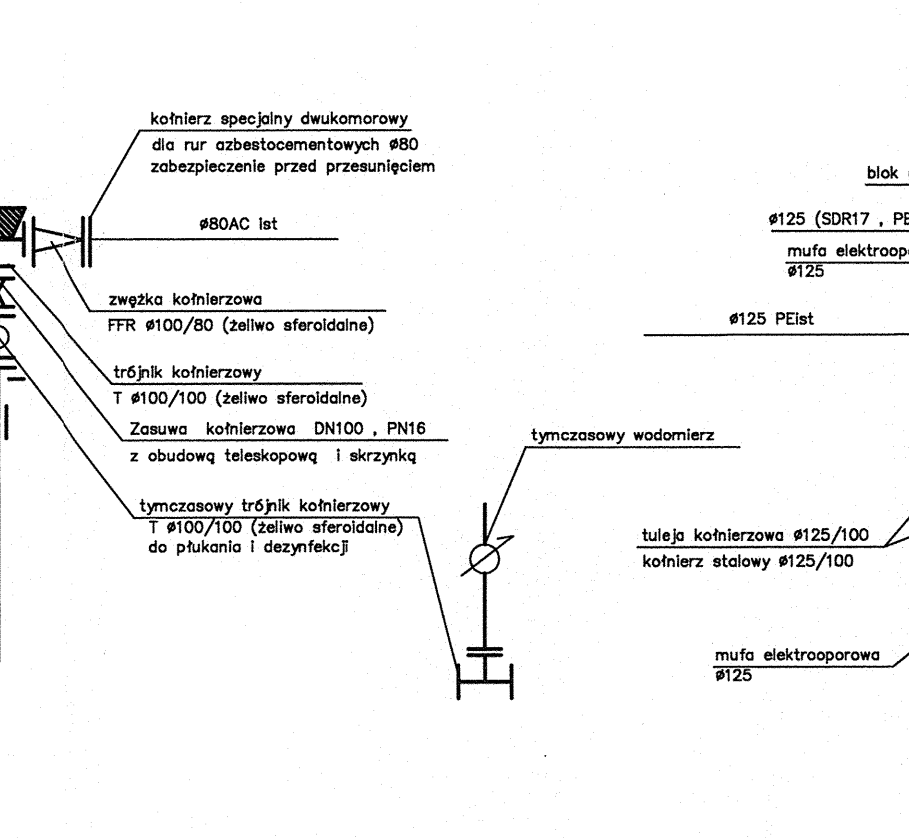 kołnierz specjalny dwukomorowy
dla rur azbestocementowych ø80
zabezpieczenie przed przesunięciem
ø80AC ist
zwężka kołnierzowa
FFR ø100/80 (żeliwo sferoidalne)
trójnik kołnierzowy
T ø100/100 (żeliwo sferoidalne)
Zasuwa kołnierzowa DN100 , PN16
z obudową teleskopową i skrzynką
tymczasowy trójnik kołnierzowy
T ø100/100 (żeliwo sferoidalne)
do płukania i dezynfekcji
tymczasowy wodomierz
blok
ø125 (SDR17 , PE
mufa elektroop
ø125
ø125 PEist
tuleja kołnierzowa ø125/100
kołnierz stalowy ø125/100
mufa elektrooporowa
ø125